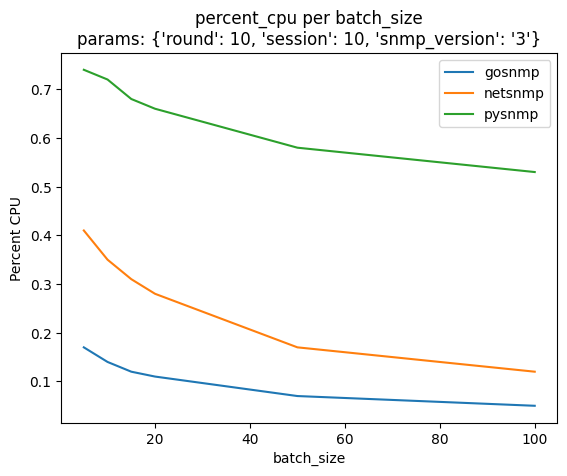 percent_cpu per batch_size
params: {'round': 10, 'session': 10, 'snmp_version': '3'}
gosnmp
netsnmp
pysnmp
Percent CPU
0.7
0.6
0.5
0.4
0.3
0.2
0.1
20 40 60 80 100
batch_size